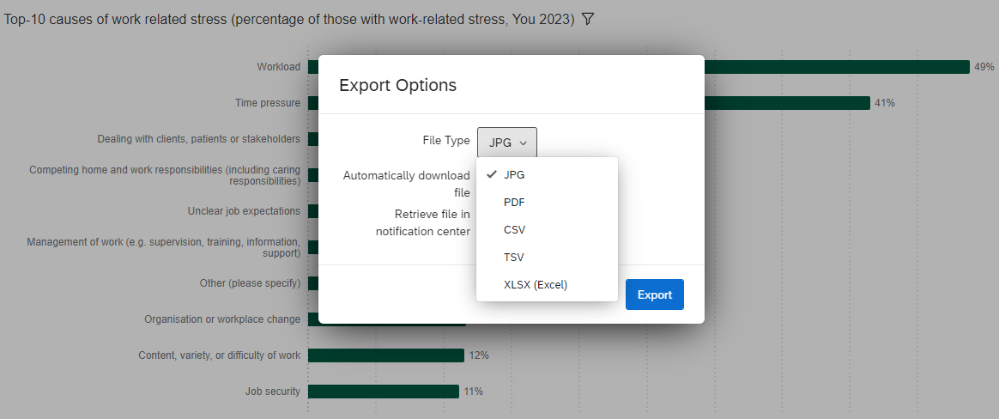 Top-10 causes of work related stress (percentage of those with work-related stress, You 2023)
Workload
49%
Time pressure
41%
Dealing with clients, patients or stakeholders
Competing home and work responsibilities (including caring
responsibilities)
Unclear job expectations
Management of work (e.g. supervision, training, information,
support)
Other (please specify)
Organisation or workplace change
Content, variety, or difficulty of work
12%
Job security
11%
Export Options
File Type
JPG
Automatically download
file
Retrieve file in
notification center
JPG
PDF
CSV
TSV
XLSX (Excel)
Export